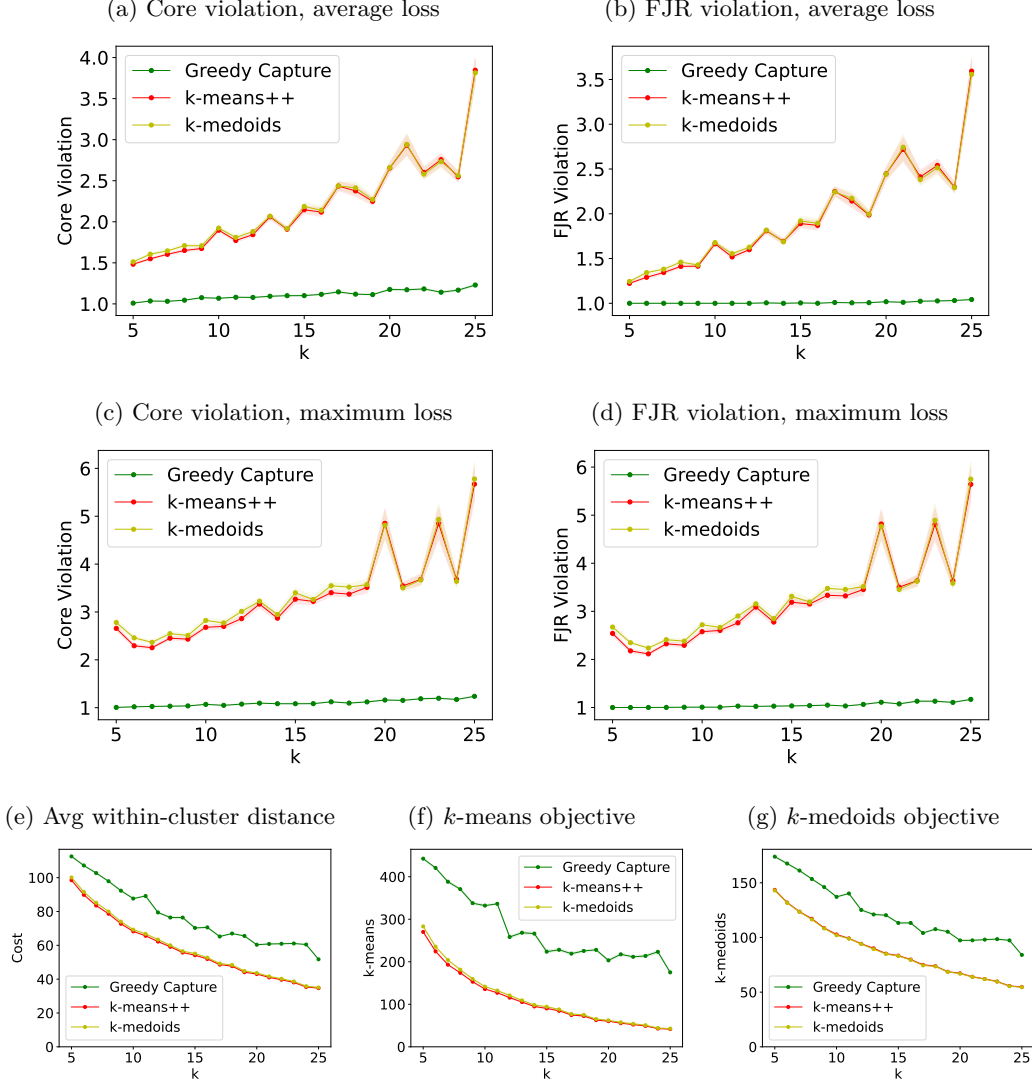 (a) Core violation, average loss
(b) FJR violation, average loss
4.0
3.5
3.0
2.5
2.0
1.5
1.0
Core Violation
Greedy Capture
k-means++
k-medoids
5 10 15 20 25
k
3.5
3.0
2.5
2.0
1.5
1.0
FJR Violation
Greedy Capture
k-means++
k-medoids
5 10 15 20 25
k
(c) Core violation, maximum loss
(d) FJR violation, maximum loss
6
5
4
3
2
1
Core Violation
Greedy Capture
k-means++
k-medoids
5 10 15 20 25
k
6
5
4
3
2
1
FJR Violation
Greedy Capture
k-means++
k-medoids
5 10 15 20 25
k
(e) Avg within-cluster distance
(f) k-means objective
(g) k-medoids objective
100
80
60
40
20
0
Cost
Greedy Capture
k-means++
k-medoids
5 10 15 20 25
k
400
300
200
100
0
k-means
Greedy Capture
k-means++
k-medoids
5 10 15 20 25
k
150
100
50
0
k-medoids
Greedy Capture
k-means++
k-medoids
5 10 15 20 25
k